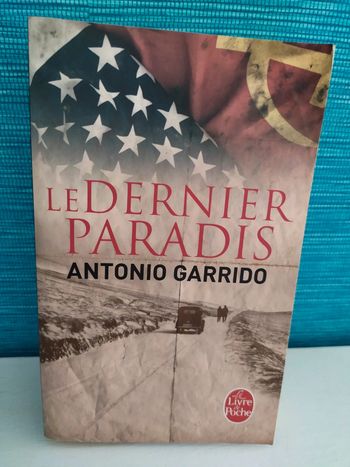 LE DERNIER
PARADIS
ANTONIO GARRIDO
Le
Livre
de
Poche